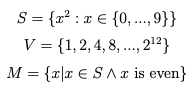 S = {x² : x ∈ {0, ..., 9}}
V = {1, 2, 4, 8, ..., 2¹²}
M = {x|x ∈ S ∧ x is even}